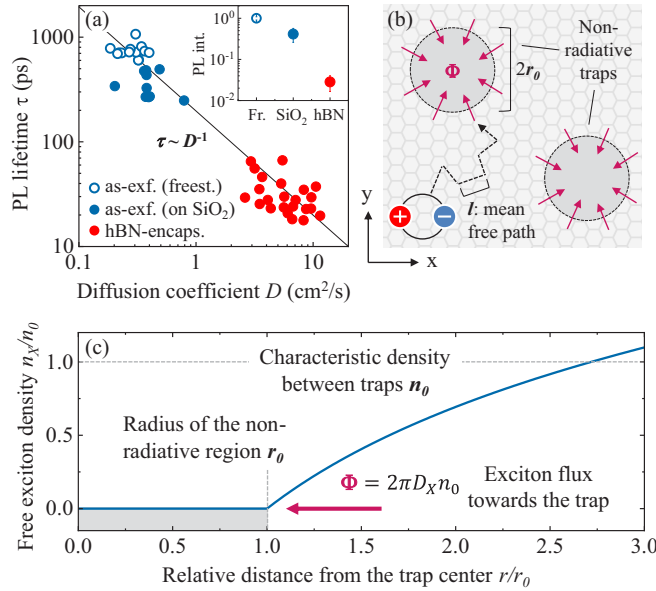 (a)
PL lifetime τ (ps)
1000
100
10
τ ~ D⁻¹
as-exf. (freest.)
as-exf. (on SiO₂)
hBN-encaps.
0.1
1
10
Diffusion coefficient D (cm²/s)
PL int.
10⁰
10⁻¹
10⁻²
Fr.
SiO₂
hBN
(b)
Φ
2r₀
Non-
radiative
traps
+
−
l: mean
free path
y
x
(c)
Free exciton density nₓ/n₀
1.0
0.5
0.0
Characteristic density
between traps n₀
Radius of the non-
radiative region r₀
Φ = 2πDₓn₀
Exciton flux
towards the trap
0.0
0.5
1.0
1.5
2.0
2.5
3.0
Relative distance from the trap center r/r₀